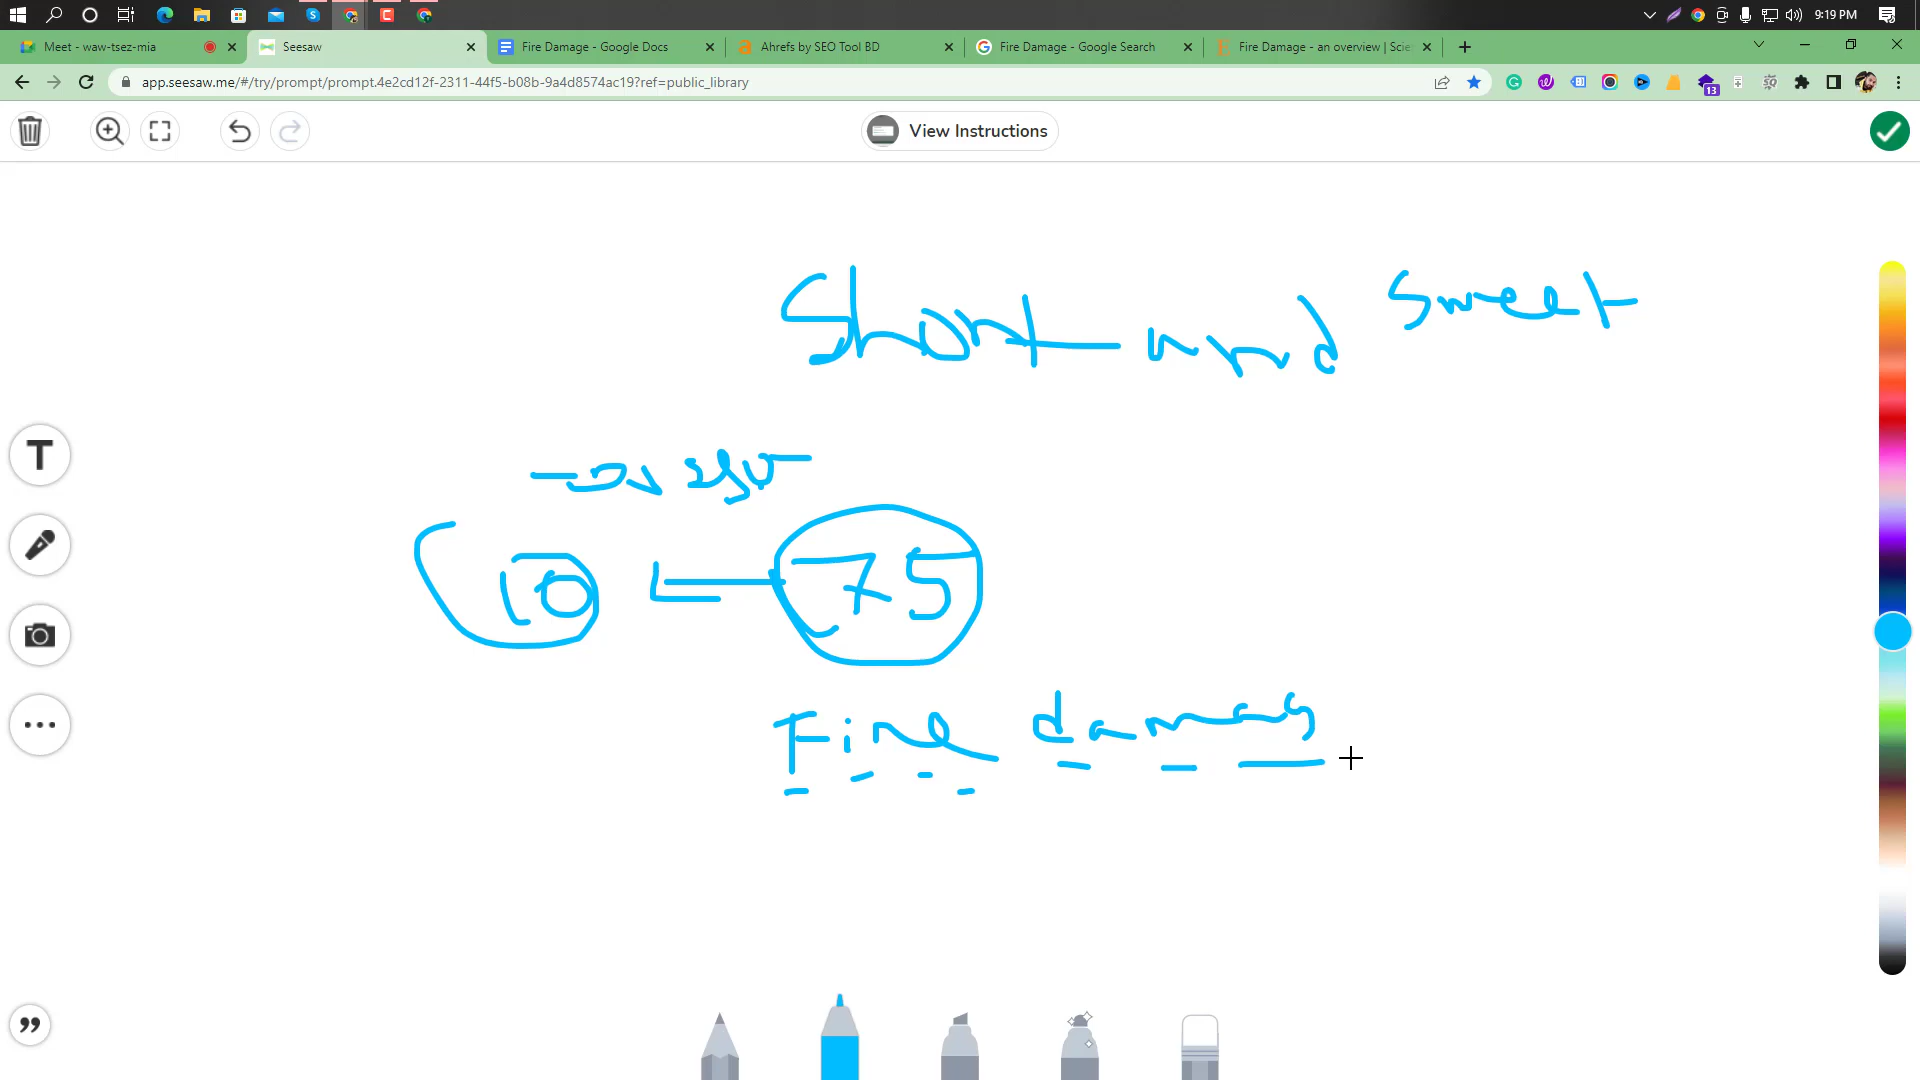 9:19 PM
Meet - waw-tsez-mia
Seesaw
Fire Damage - Google Docs
Ahrefs by SEO Tool BD
Fire Damage - Google Search
Fire Damage - an overview | Scie
app.seesaw.me/#/try/prompt/prompt.4e2cd12f-2311-44f5-b08b-9a4d8574ac19?ref=public_library
13
View Instructions
Short and sweet
10
75
Fire damag
T